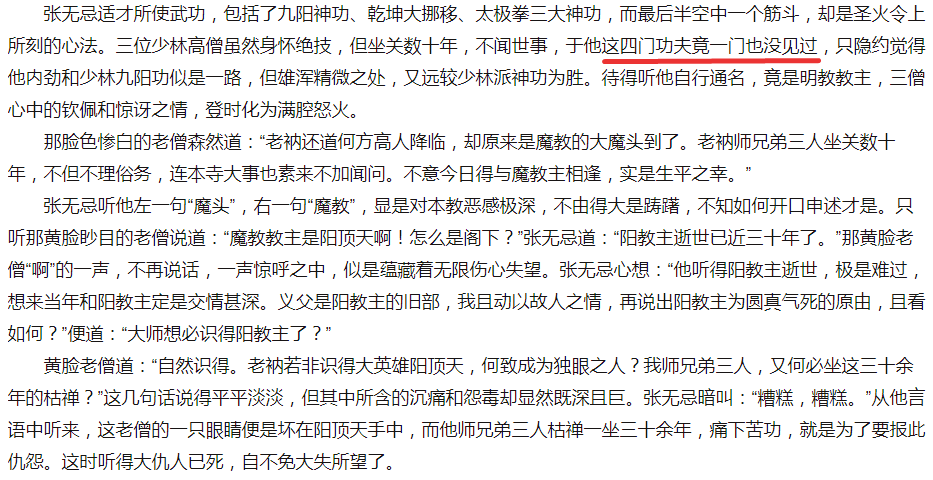 张无忌适才所使武功，包括了九阳神功、乾坤大挪移、太极拳三大神功，而最后半空中一个筋斗，却是圣火令上
所刻的心法。三位少林高僧虽然身怀绝技，但坐关数十年，不闻世事，于他这四门功夫竟一门也没见过，只隐约觉得
他内劲和少林九阳功似是一路，但雄浑精微之处，又远较少林派神功为胜。待得听他自行通名，竟是明教教主，三僧
心中的钦佩和惊讶之情，登时化为满腔怒火。
那脸色惨白的老僧森然道：“老衲还道何方高人降临，却原来是魔教的大魔头到了。老衲师兄弟三人坐关数十
年，不但不理俗务，连本寺大事也素来不加闻问。不意今日得与魔教主相逢，实是生平之幸。”
张无忌听他左一句“魔头”，右一句“魔教”，显是对本教恶感极深，不由得大是踌躇，不知如何开口申述才是。只
听那黄脸眇目的老僧说道：“魔教教主是阳顶天啊！怎么是阁下？”张无忌道：“阳教主逝世已近三十年了。”那黄脸老
僧“啊”的一声，不再说话，一声惊呼之中，似是蕴藏着无限伤心失望。张无忌心想：“他听得阳教主逝世，极是难过，
想来当年和阳教主定是交情甚深。义父是阳教主的旧部，我且动以故人之情，再说出阳教主为圆真气死的原由，且看
如何？”便道：“大师想必识得阳教主了？”
黄脸老僧道：“自然识得。老衲若非识得大英雄阳顶天，何致成为独眼之人？我师兄弟三人，又何必坐这三十余
年的枯禅？”这几句话说得平平淡淡，但其中所含的沉痛和怨毒却显然既深且巨。张无忌暗叫：“糟糕，糟糕。”从他言
语中听来，这老僧的一只眼睛便是坏在阳顶天手中，而他师兄弟三人枯禅一坐三十余年，痛下苦功，就是为了要报此
仇怨。这时听得大仇人已死，自不免大失所望了。